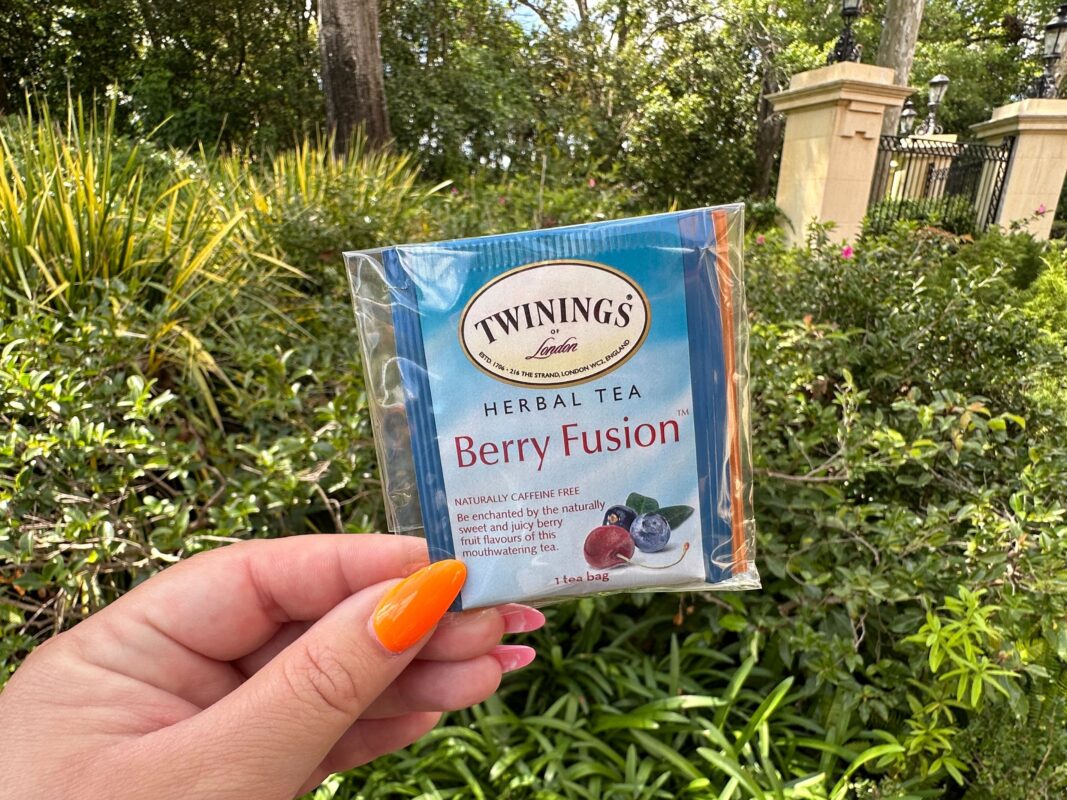 TWININGS®
OF
London
ESTD. 1706 • 216 THE STRAND, LONDON WC2, ENGLAND
HERBAL TEA
Berry Fusion™
NATURALLY CAFFEINE FREE
Be enchanted by the naturally
sweet and juicy berry
fruit flavours of this
mouthwatering tea.
1 tea bag